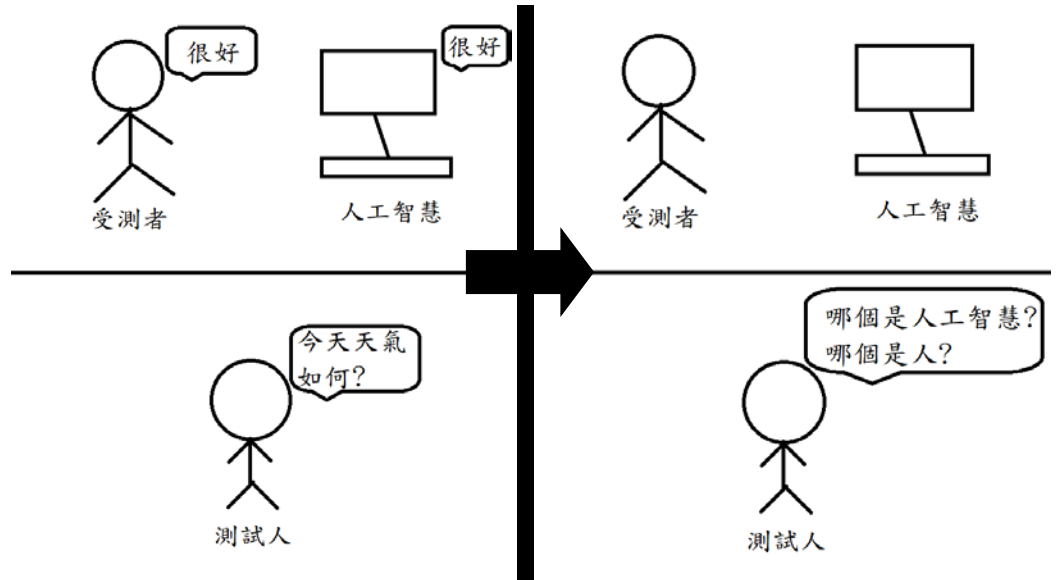 很好
很好
受測者
人工智慧
今天天氣
如何?
測試人
受測者
人工智慧
哪個是人工智慧?
哪個是人?
測試人